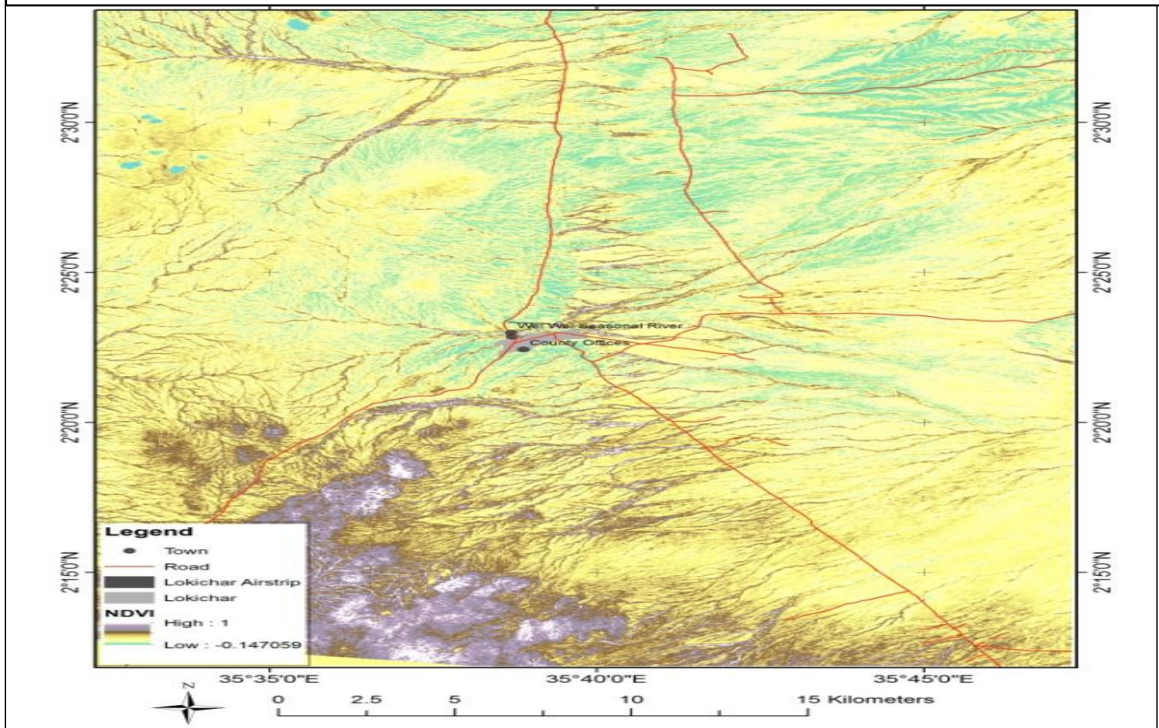 2°30'0"N
2°30'0"N
2°25'0"N
2°25'0"N
Wei Wei Seasonal River
County Offices
2°20'0"N
2°20'0"N
2°15'0"N
2°15'0"N
Legend
Town
Road
Lokichar Airstrip
Lokichar
NDVI
High : 1
Low : -0.147059
35°35'0"E
35°40'0"E
35°45'0"E
N
0 2.5 5 10 15 Kilometers